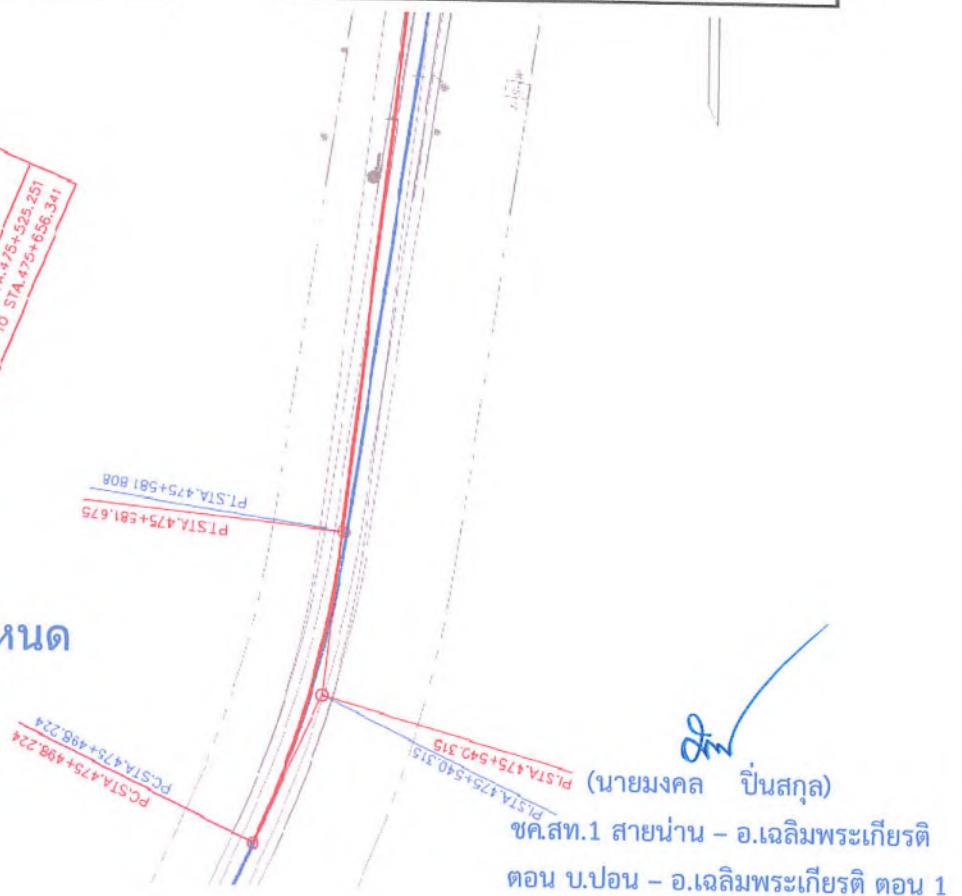 STA.475+525.251
TO STA.475+656.341
PT.STA.475+581.808
PT.STA.475+581.675
หนด
PC.STA.475+498.224
PC.STA.475+498.224
PI.STA.475+540.315
PI.STA.475+540.315
(นายมงคล ปิ่นสกุล)
ชค.สท.1 สายน่าน – อ.เฉลิมพระเกียรติ
ตอน บ.ปอน – อ.เฉลิมพระเกียรติ ตอน 1